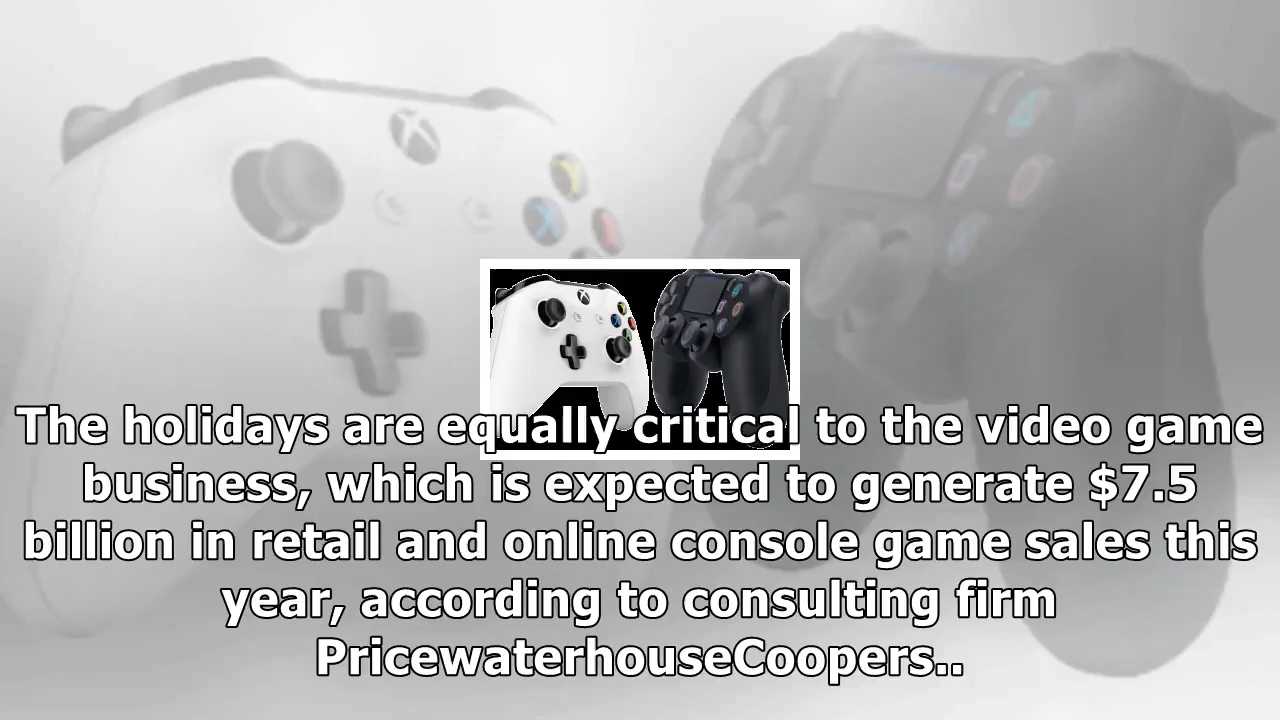 The holidays are equally critical to the video game
business, which is expected to generate $7.5
billion in retail and online console game sales this
year, according to consulting firm
PricewaterhouseCoopers..